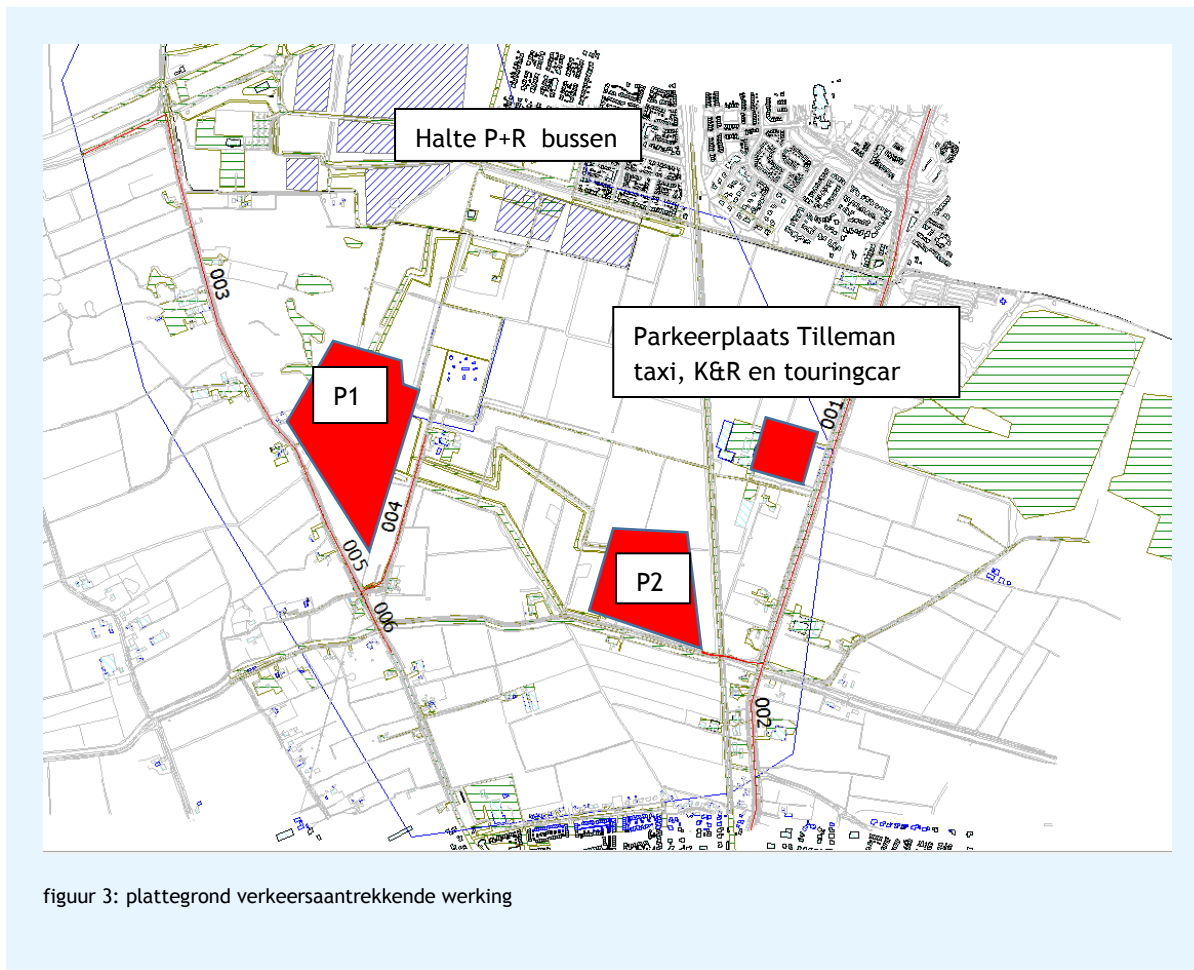 Halte P+R bussen
003
Parkeerplaats Tilleman
taxi, K&R en touringcar
P1
001
004
005
P2
006
002
figuur 3: plattegrond verkeersaantrekkende werking